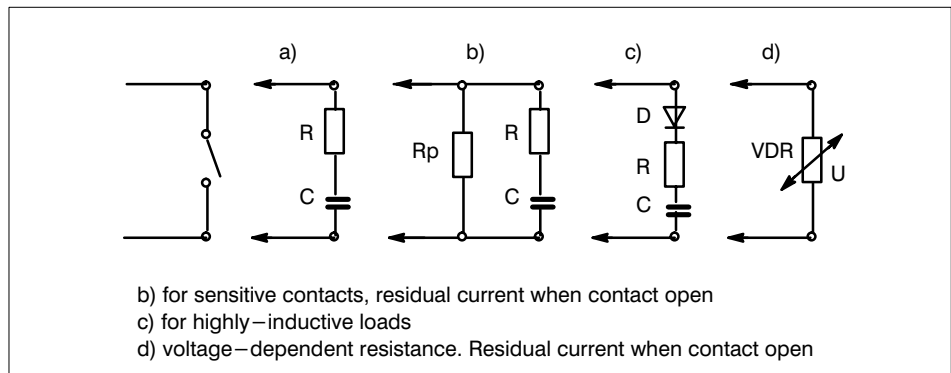 a) b) c) d)
D
R R VDR
Rp R U
C C C
b) for sensitive contacts, residual current when contact open
c) for highly−inductive loads
d) voltage−dependent resistance. Residual current when contact open